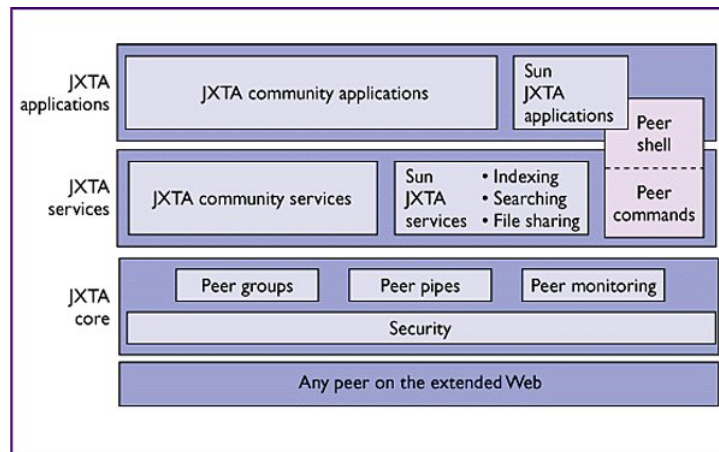 JXTA
applications
JXTA community applications
Sun
JXTA
applications
Peer
shell
JXTA
services
JXTA community services
Sun
JXTA
services
• Indexing
• Searching
• File sharing
Peer
commands
JXTA
core
Peer groups
Peer pipes
Peer monitoring
Security
Any peer on the extended Web